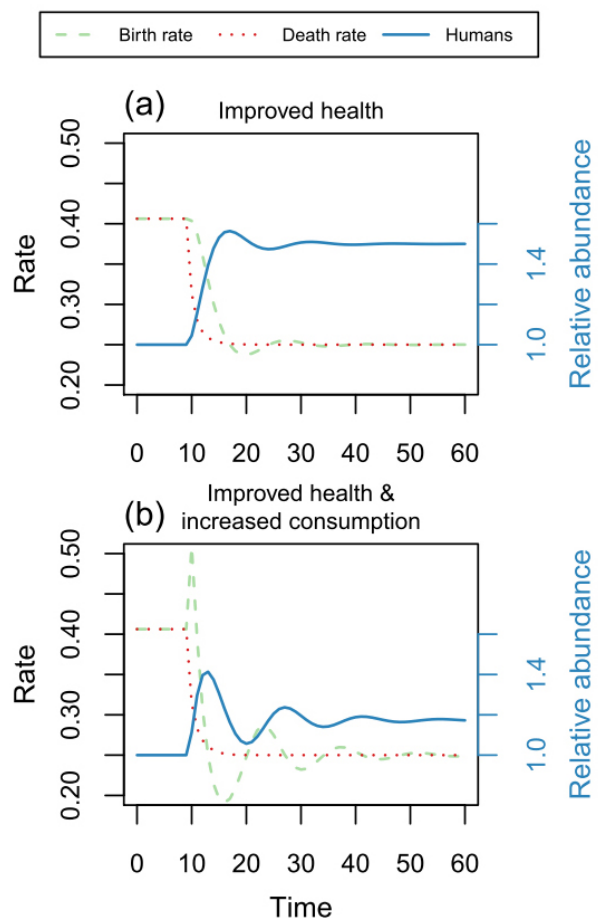 Birth rate Death rate Humans
(a) Improved health
0.50
0.40
0.30
0.20
Rate
1.4
1.0
Relative abundance
0 10 20 30 40 50 60
Improved health &
(b) increased consumption
0.50
0.40
0.30
0.20
Rate
1.4
1.0
Relative abundance
0 10 20 30 40 50 60
Time